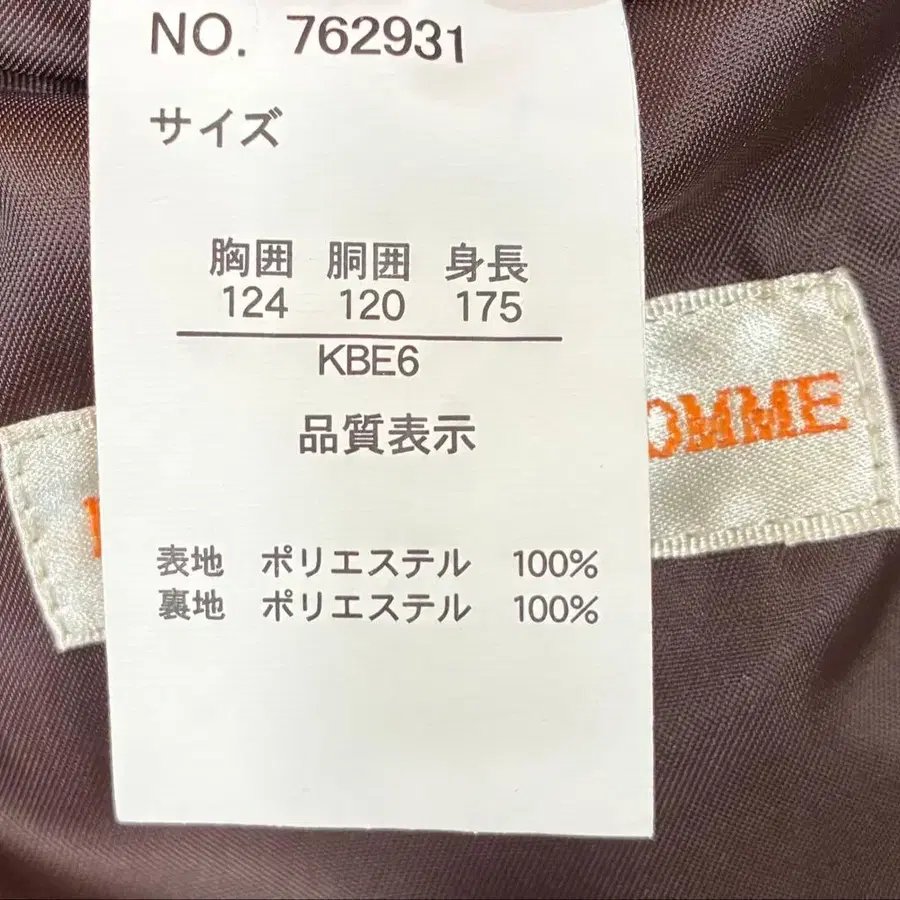 NO. 762931
サイズ
胸囲 胴囲 身長
124 120 175
KBE6
品質表示
OMME
表地 ポリエステル 100%
裏地 ポリエステル 100%